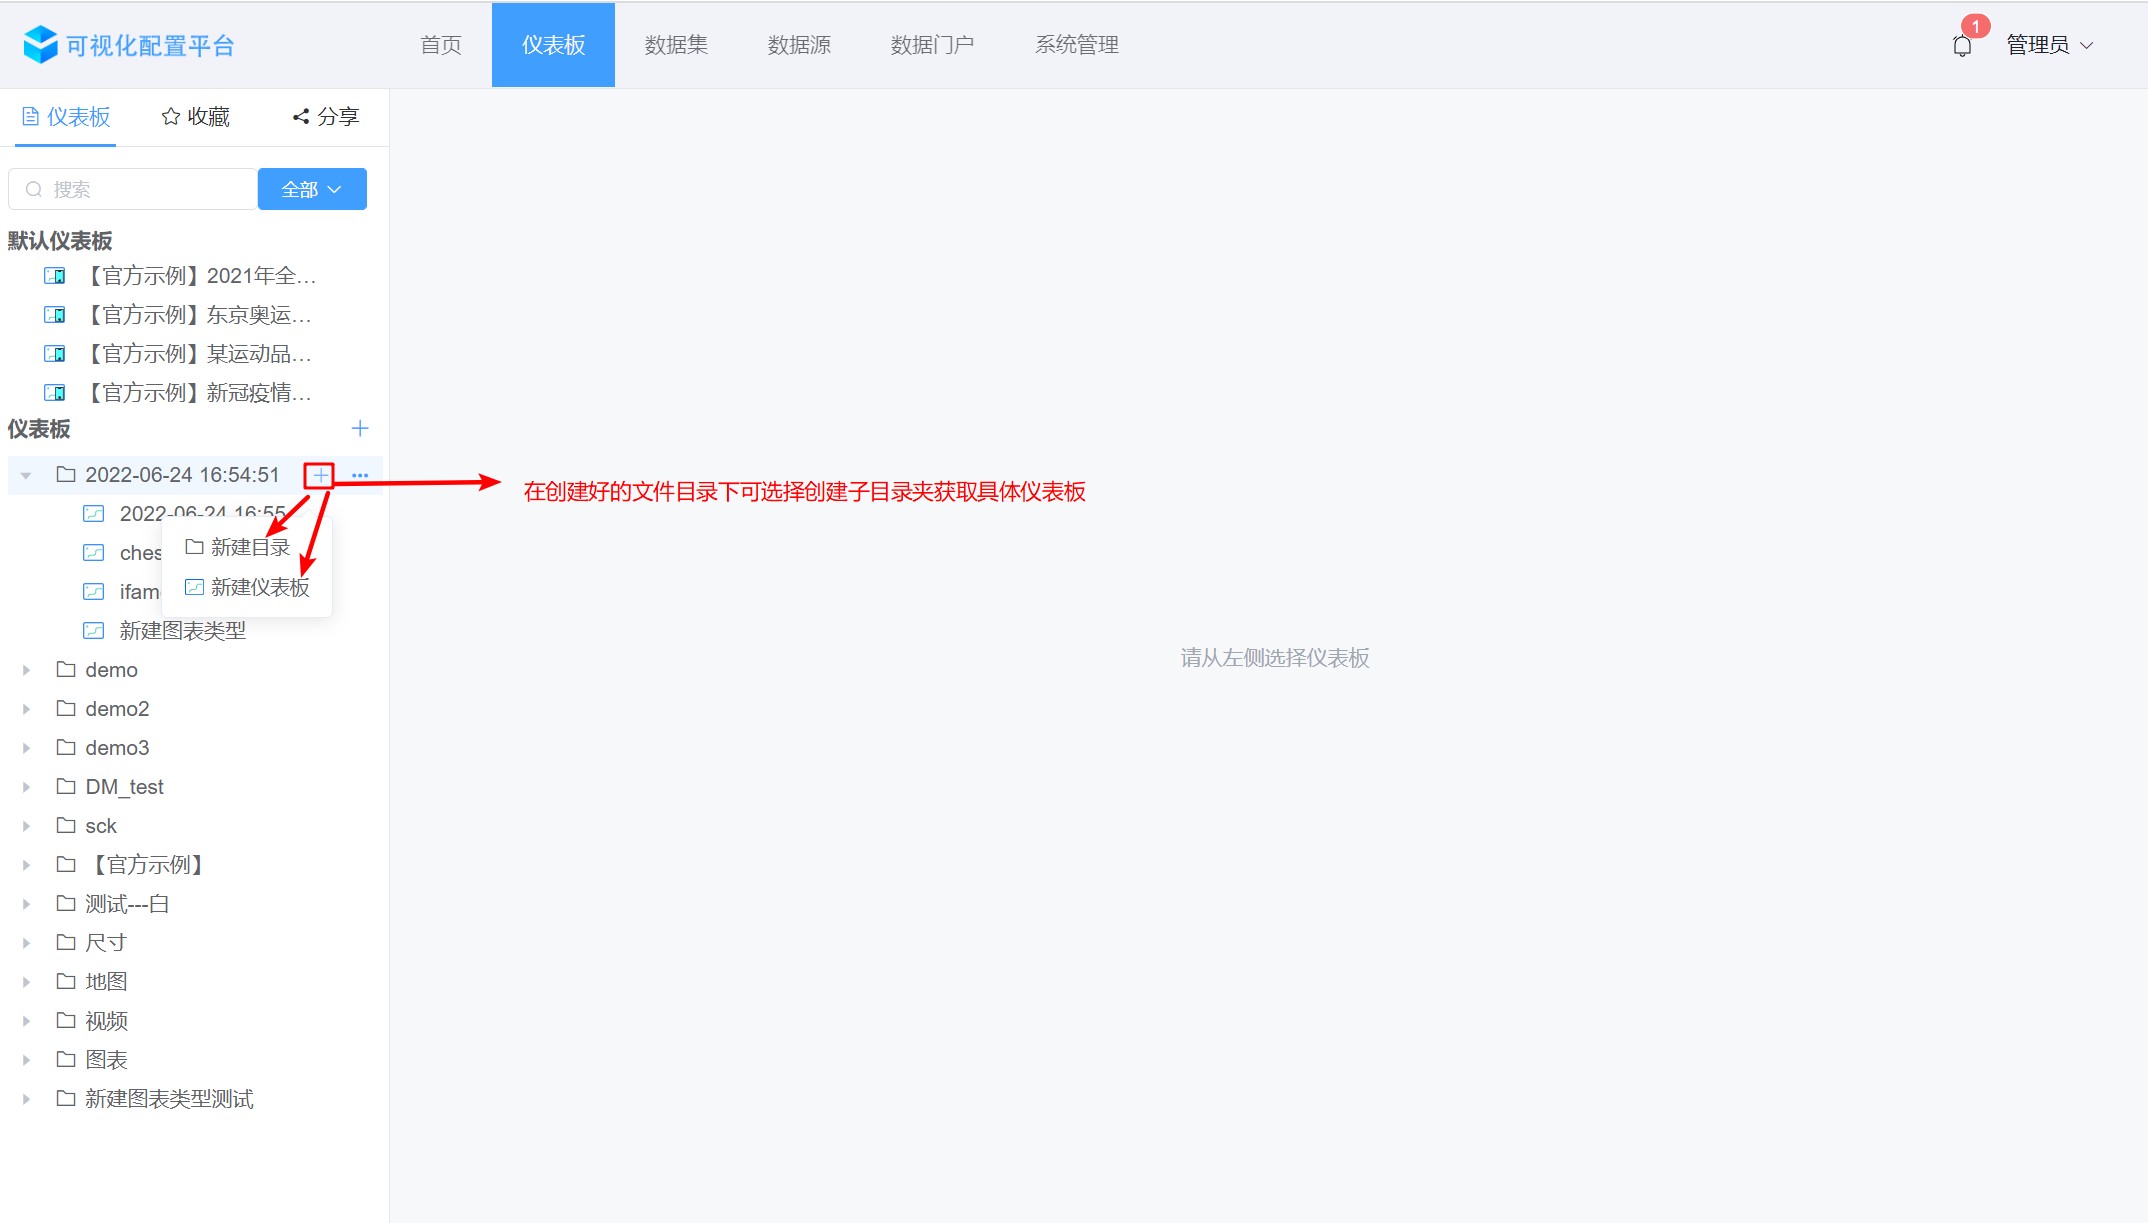 可视化配置平台
首页
仪表板
数据集
数据源
数据门户
系统管理
1
管理员
仪表板
收藏
分享
搜索
全部
默认仪表板
【官方示例】2021年全...
【官方示例】东京奥运...
【官方示例】某运动品...
【官方示例】新冠疫情...
仪表板
2022-06-24 16:54:51
在创建好的文件目录下可选择创建子目录夹获取具体仪表板
2022-06-24 16:55
新建目录
ches
新建仪表板
ifam
新建图表类型
请从左侧选择仪表板
demo
demo2
demo3
DM_test
sck
【官方示例】
测试---白
尺寸
地图
视频
图表
新建图表类型测试